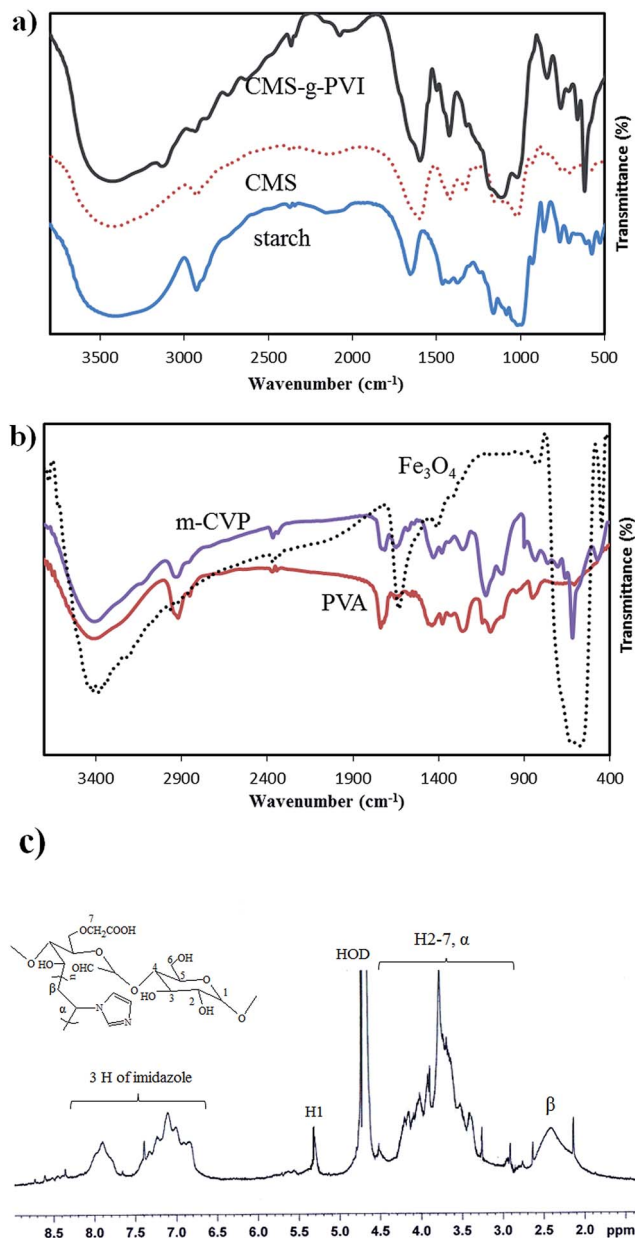 a)
CMS-g-PVI
CMS
starch
Transmittance (%)
3500 3000 2500 2000 1500 1000 500
Wavenumber (cm⁻¹)
b)
Fe₃O₄
m-CVP
PVA
Transmittance (%)
3400 2900 2400 1900 1400 900 400
Wavenumber (cm⁻¹)
c)
7
OCH₂COOH
O
O
HO
OHC
O
4
6
OH
5
O
HO
3
2
OH
1
O
β
α
N
N
HOD
H2-7, α
3 H of imidazole
H1
β
8.5 8.0 7.5 7.0 6.5 6.0 5.5 5.0 4.5 4.0 3.5 3.0 2.5 2.0 ppm